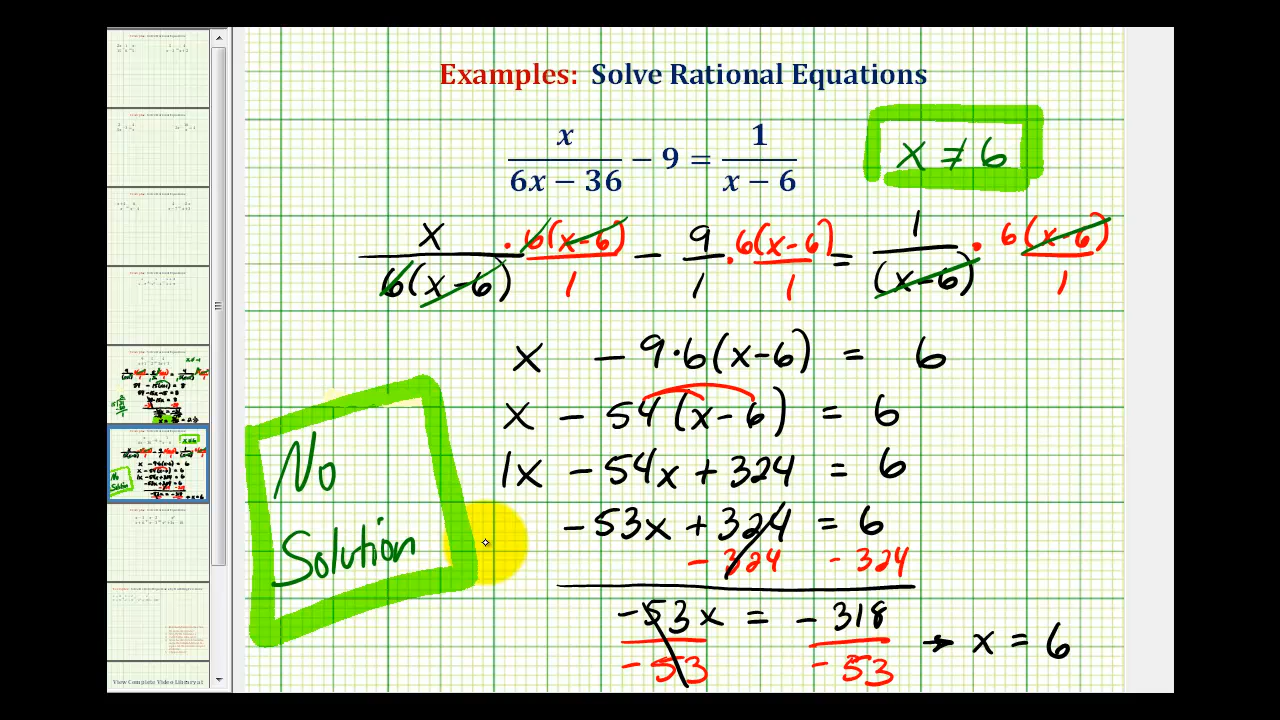 Examples: Solve Rational Equations
x/(6x − 36) − 9 = 1/(x − 6)
x ≠ 6
x/6(x-6) · 6(x-6)/1 - 9/1 · 6(x-6)/1 = 1/(x-6) · 6(x-6)/1
x - 9·6(x-6) = 6
x - 54(x-6) = 6
1x - 54x + 324 = 6
-53x + 324 = 6
- 324 - 324
-53x = -318
-53 -53
→ x = 6
No
Solution
View Complete Video Library at